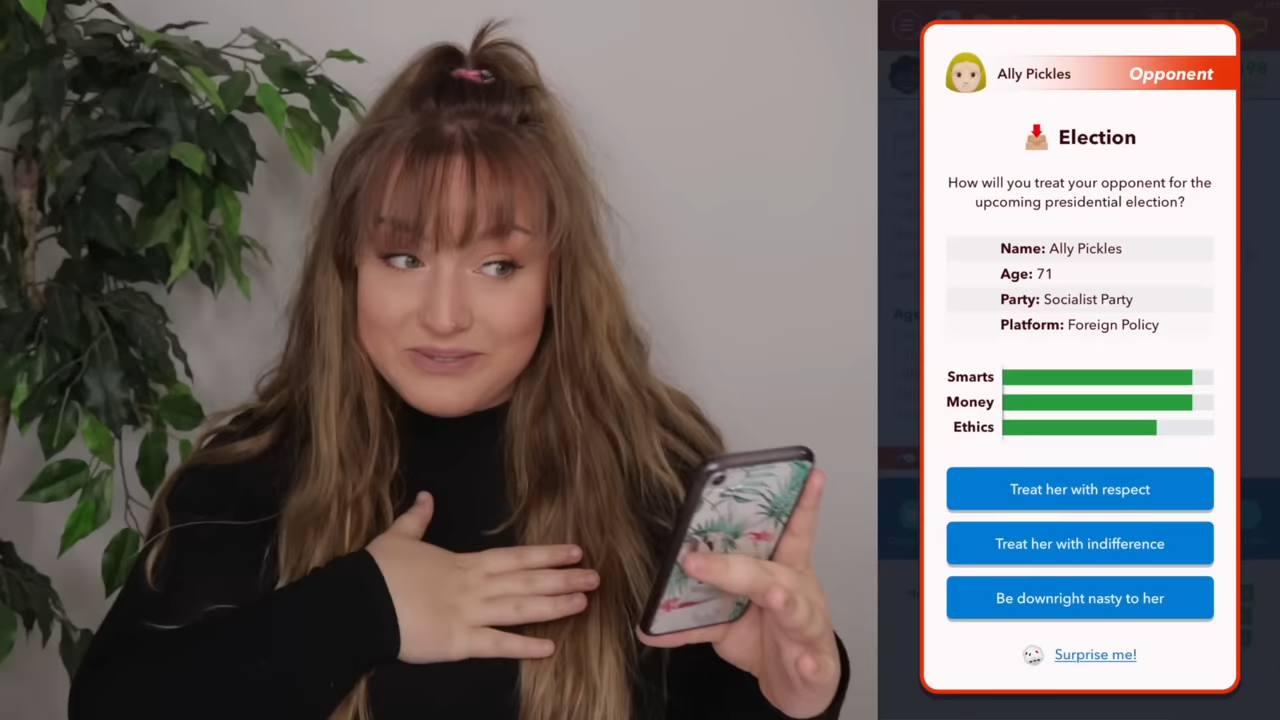 Ally Pickles
Opponent
Election
How will you treat your opponent for the
upcoming presidential election?
Name: Ally Pickles
Age: 71
Party: Socialist Party
Platform: Foreign Policy
Smarts
Money
Ethics
Treat her with respect
Treat her with indifference
Be downright nasty to her
Surprise me!